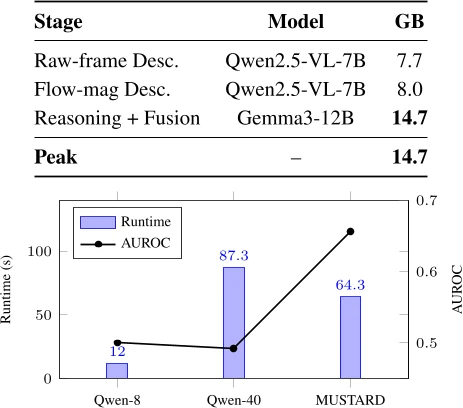 Stage Model GB
Raw-frame Desc. Qwen2.5-VL-7B 7.7
Flow-mag Desc. Qwen2.5-VL-7B 8.0
Reasoning + Fusion Gemma3-12B 14.7
Peak – 14.7
Runtime
AUROC
Runtime (s)
100
50
0
12
87.3
64.3
0.7
0.6
0.5
AUROC
Qwen-8 Qwen-40 MUSTARD